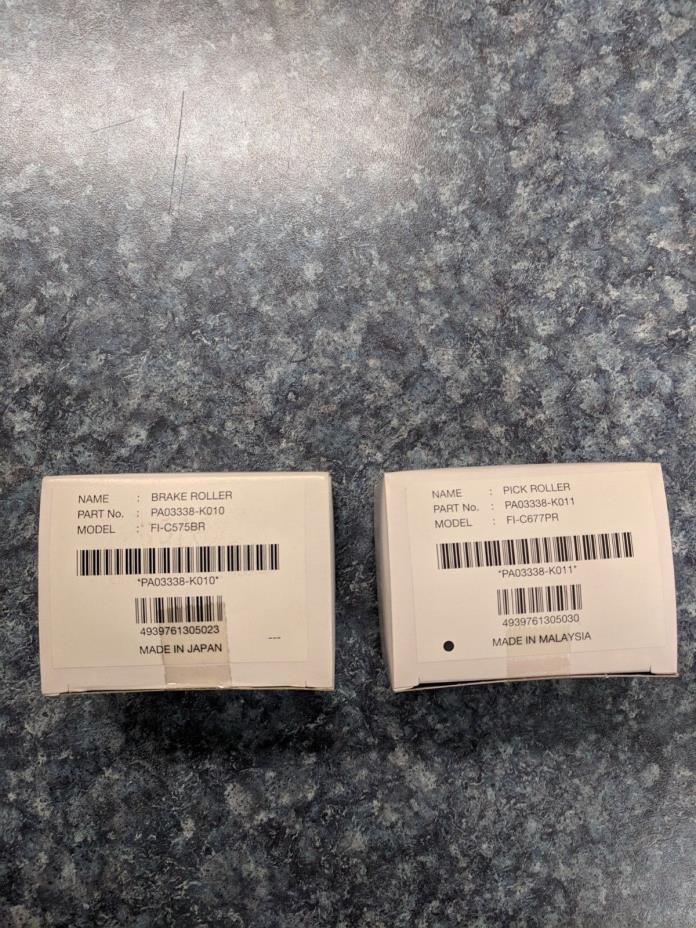 NAME : BRAKE ROLLER
PART No. : PA03338-K010
MODEL : FI-C575BR
*PA03338-K010*
4939761305023
MADE IN JAPAN
NAME : PICK ROLLER
PART No. : PA03338-K011
MODEL : FI-C677PR
*PA03338-K011*
4939761305030
MADE IN MALAYSIA